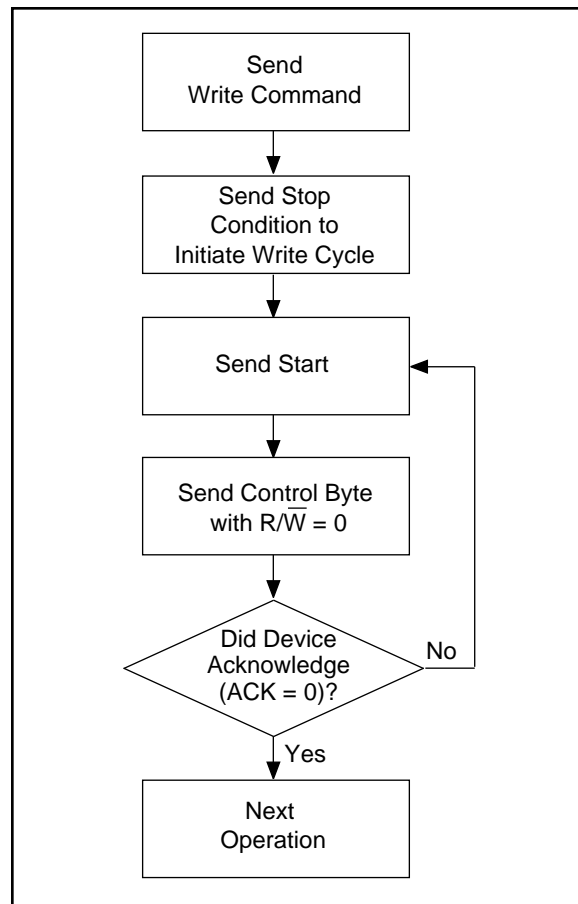 Send
Write Command
Send Stop
Condition to
Initiate Write Cycle
Send Start
Send Control Byte
with R/W̅ = 0
Did Device
Acknowledge
(ACK = 0)?
No
Yes
Next
Operation